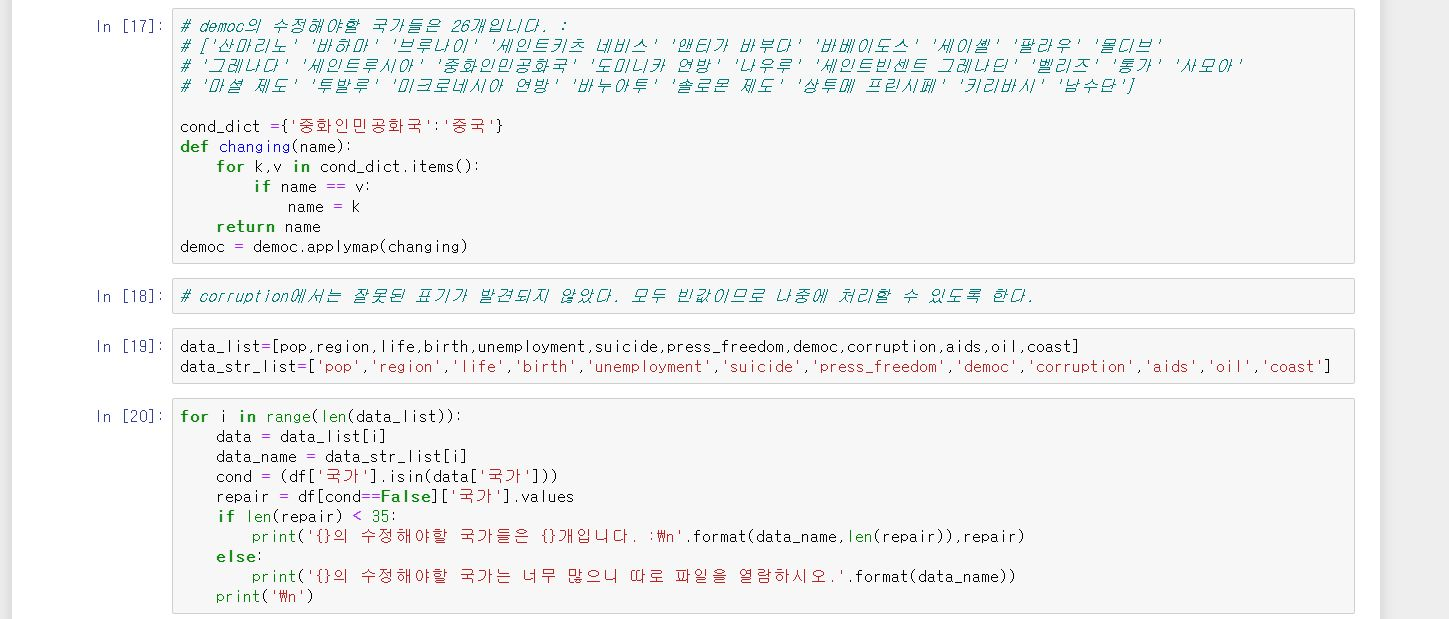 In [17]:
# democ의 수정해야할 국가들은 26개입니다. :
# ['산마리노' '바하마' '브루나이' '세인트키츠 네비스' '앤티가 바부다' '바베이도스' '세이셸' '팔라우' '몰디브'
# '그레나다' '세인트루시아' '중화인민공화국' '도미니카 연방' '나우루' '세인트빈센트 그레나딘' '벨리즈' '통가' '사모아'
# '마셜 제도' '투발루' '미크로네시아 연방' '바누아투' '솔로몬 제도' '상투메 프린시페' '키리바시' '남수단']
cond_dict ={'중화인민공화국':'중국'}
def changing(name):
    for k,v in cond_dict.items():
        if name == v:
            name = k
    return name
democ = democ.applymap(changing)
In [18]:
# corruption에서는 잘못된 표기가 발견되지 않았다. 모두 빈값이므로 나중에 처리할 수 있도록 한다.
In [19]:
data_list=[pop,region,life,birth,unemployment,suicide,press_freedom,democ,corruption,aids,oil,coast]
data_str_list=['pop','region','life','birth','unemployment','suicide','press_freedom','democ','corruption','aids','oil','coast']
In [20]:
for i in range(len(data_list)):
    data = data_list[i]
    data_name = data_str_list[i]
    cond = (df['국가'].isin(data['국가']))
    repair = df[cond==False]['국가'].values
    if len(repair) < 35:
        print('{}의 수정해야할 국가들은 {}개입니다. :₩n'.format(data_name,len(repair)),repair)
    else:
        print('{}의 수정해야할 국가는 너무 많으니 따로 파일을 열람하시오.'.format(data_name))
    print('₩n')